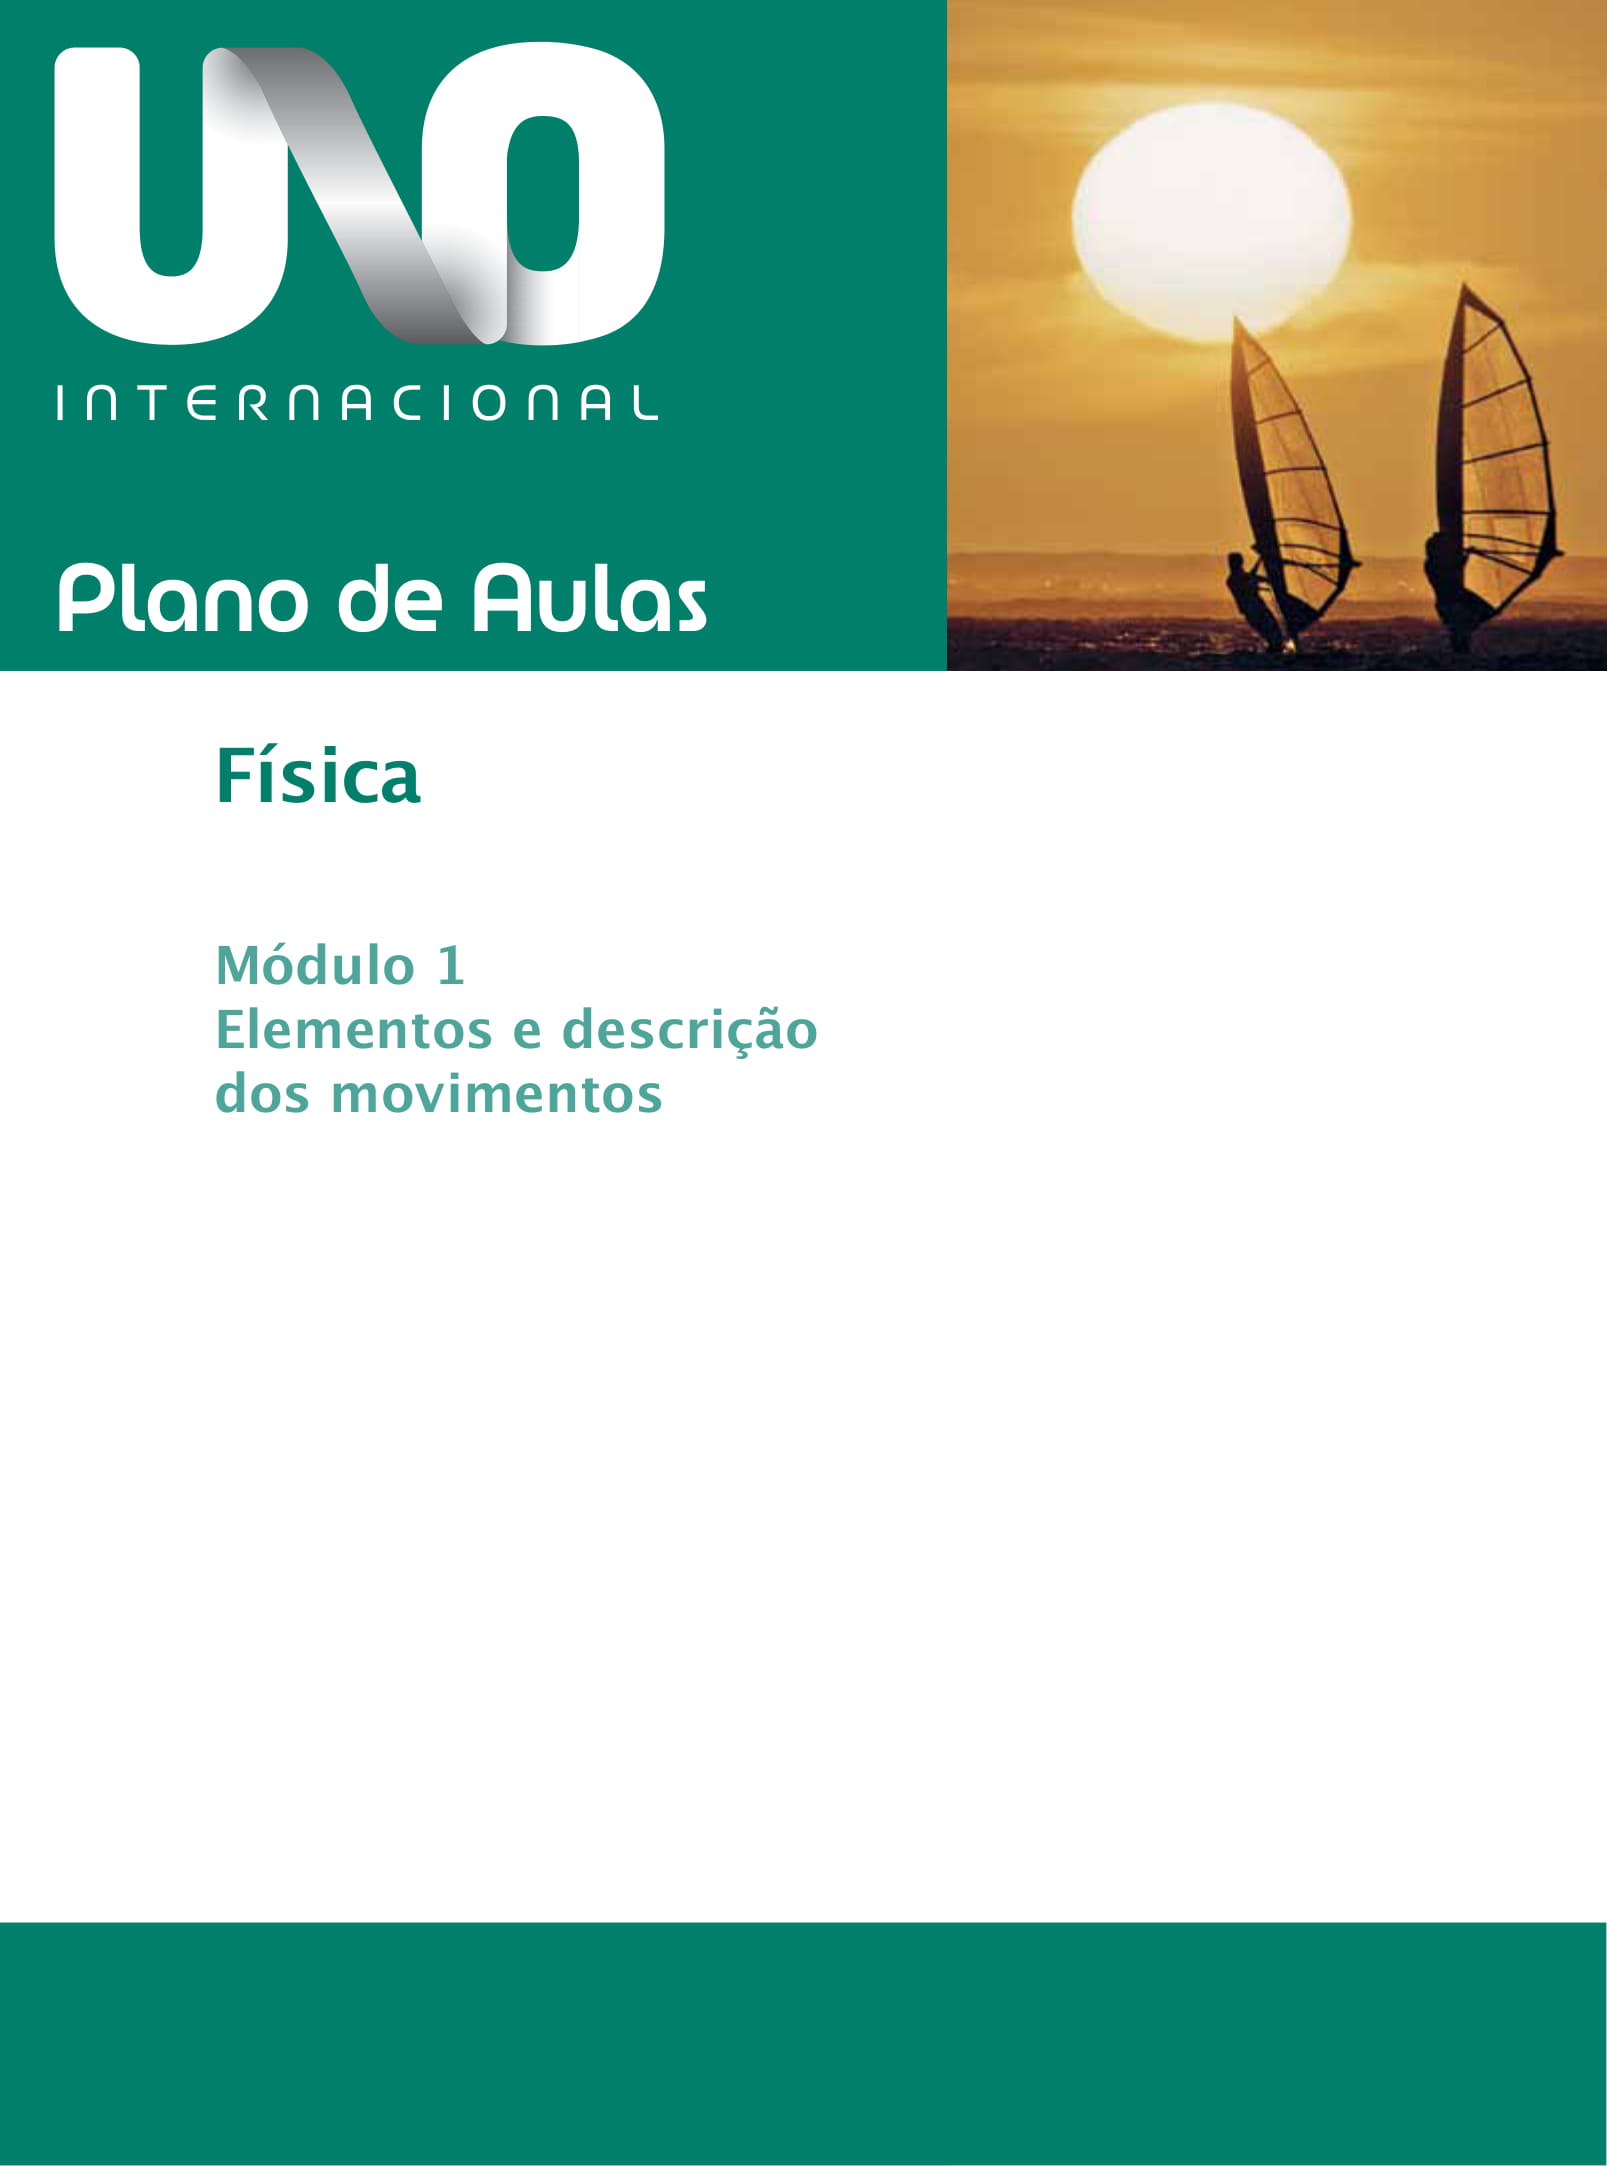 UNO
INTERNACIONAL
Plano de Aulas
Física
Módulo 1
Elementos e descrição
dos movimentos